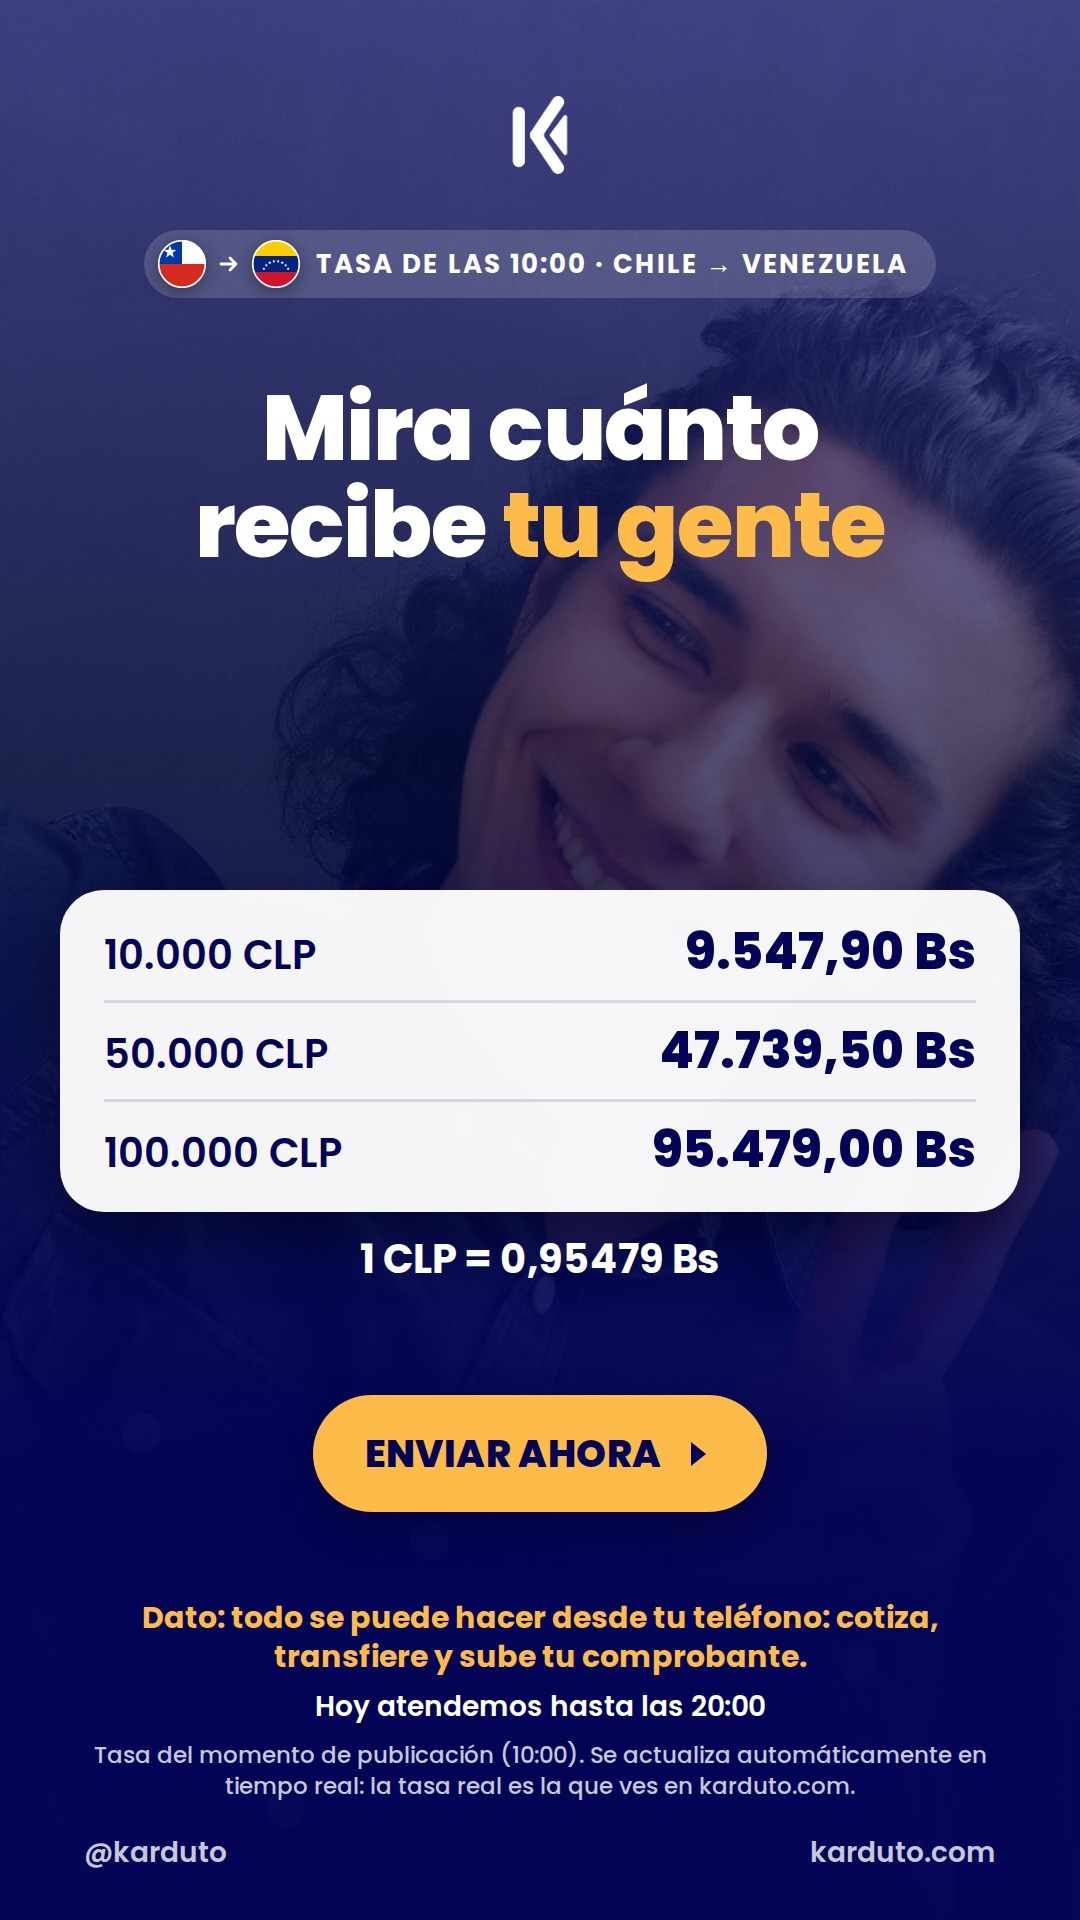 TASA DE LAS 10:00 · CHILE → VENEZUELA
Mira cuánto
recibe tu gente
10.000 CLP 9.547,90 Bs
50.000 CLP 47.739,50 Bs
100.000 CLP 95.479,00 Bs
1 CLP = 0,95479 Bs
ENVIAR AHORA
Dato: todo se puede hacer desde tu teléfono: cotiza,
transfiere y sube tu comprobante.
Hoy atendemos hasta las 20:00
Tasa del momento de publicación (10:00). Se actualiza automáticamente en
tiempo real: la tasa real es la que ves en karduto.com.
@karduto karduto.com